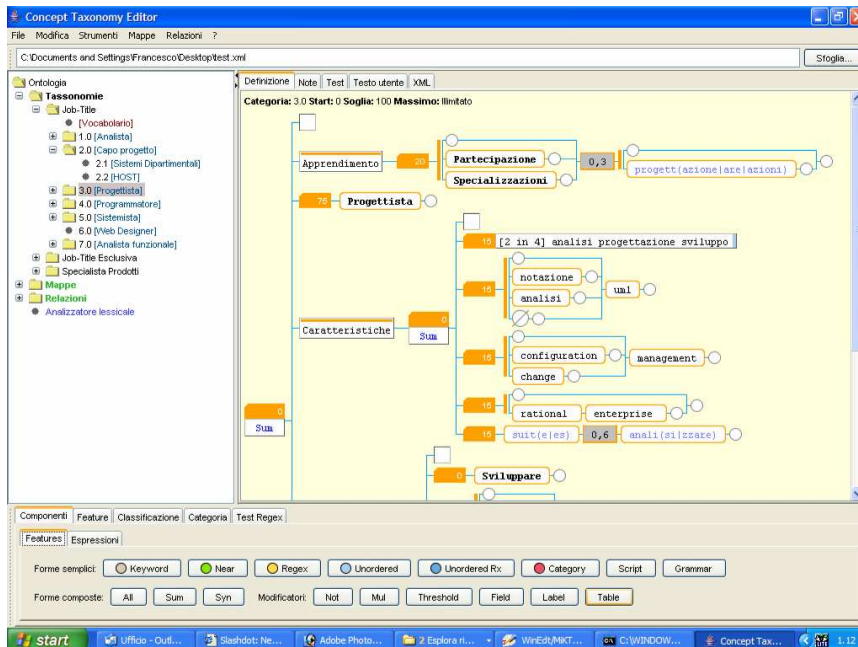 Concept Taxonomy Editor
File Modifica Strumenti Mappe Relazioni ?
C:\Documents and Settings\Francesco\Desktop\test.xml Sfoglia...
Ontologia
Tassonomie
Job-Title
[Vocabolario]
1.0 [Analista]
2.0 [Capo progetto]
2.1 [Sistemi Dipartimentali]
2.2 [HOST]
3.0 [Progettista]
4.0 [Programmatore]
5.0 [Sistemista]
6.0 [Web Designer]
7.0 [Analista funzionale]
Job-Title Esclusiva
Specialista Prodotti
Mappe
Relazioni
Analizzatore lessicale
Definizione Note Test Testo utente XML
Categoria: 3.0 Start: 0 Soglia: 100 Massimo: Illimitato
Apprendimento 20 Partecipazione 0,3 progett(azione|are|azioni)
Specializzazioni
75 Progettista
15 [2 in 4] analisi progettazione sviluppo
15 notazione uml
analisi
Caratteristiche 0
Sum
15 configuration management
change
15 rational enterprise
15 suit(e|es) 0,6 anali(si|zzare)
0
Sum
0 Sviluppare
Componenti Feature Classificazione Categoria Test Regex
Features Espressioni
Forme semplici: Keyword Near Regex Unordered Unordered Rx Category Script Grammar
Forme composte: All Sum Syn Modificatori: Not Mul Threshold Field Label Table
start Ufficio - Outl... Slashdot: Ne... Adobe Photo... 2 Esplora ri... WinEdt/MiKT... C:\WINDOW... Concept Tax... 1.12